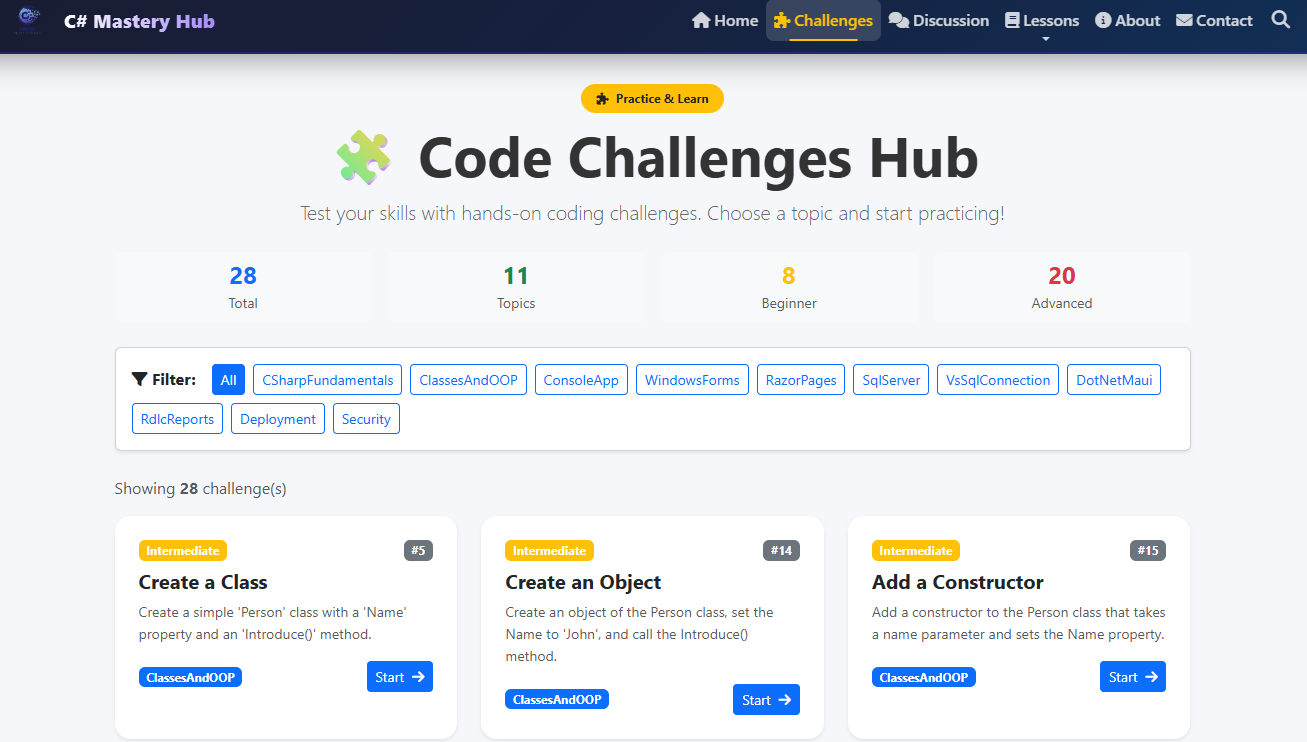 C# Mastery Hub
Home
Challenges
Discussion
Lessons
About
Contact
Practice & Learn
Code Challenges Hub
Test your skills with hands-on coding challenges. Choose a topic and start practicing!
28
Total
11
Topics
8
Beginner
20
Advanced
Filter:
All
CSharpFundamentals
ClassesAndOOP
ConsoleApp
WindowsForms
RazorPages
SqlServer
VsSqlConnection
DotNetMaui
RdlcReports
Deployment
Security
Showing 28 challenge(s)
Intermediate
#5
Create a Class
Create a simple 'Person' class with a 'Name'
property and an 'Introduce()' method.
ClassesAndOOP
Start
Intermediate
#14
Create an Object
Create an object of the Person class, set the
Name to 'John', and call the Introduce()
method.
ClassesAndOOP
Start
Intermediate
#15
Add a Constructor
Add a constructor to the Person class that takes
a name parameter and sets the Name property.
ClassesAndOOP
Start